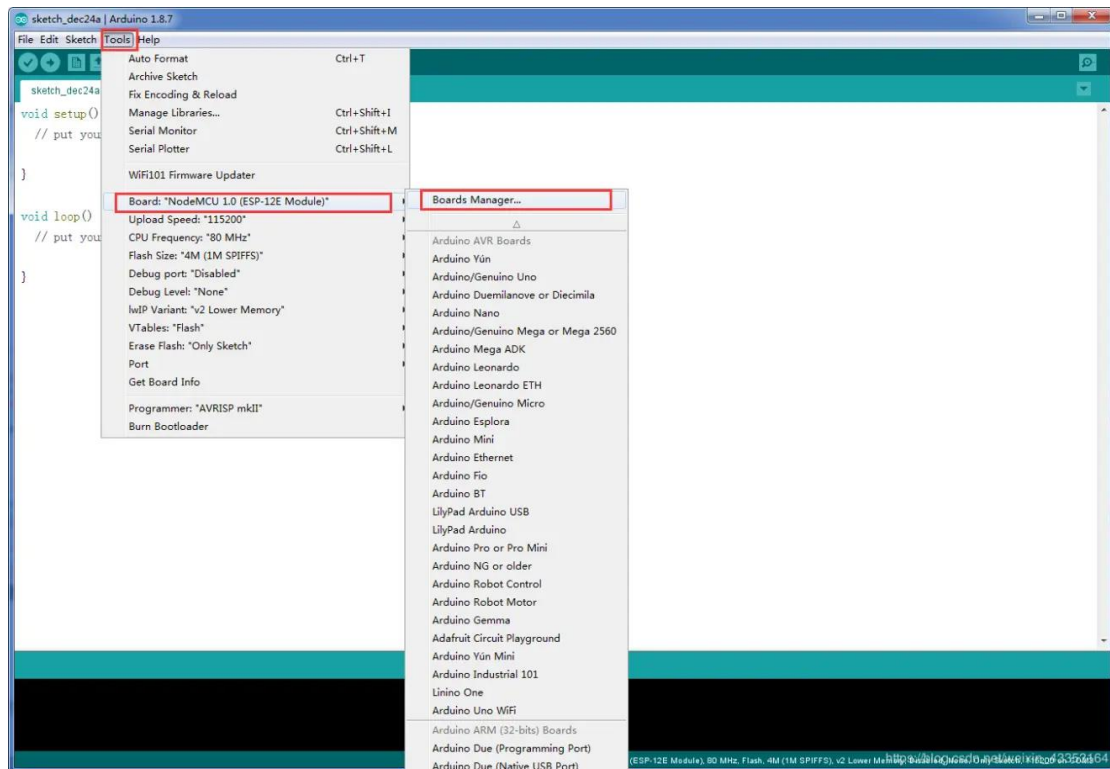 sketch_dec24a | Arduino 1.8.7
File Edit Sketch Tools Help
sketch_dec24a
void setup()
// put you
}
void loop()
// put you
}
Auto Format Ctrl+T
Archive Sketch
Fix Encoding & Reload
Manage Libraries... Ctrl+Shift+I
Serial Monitor Ctrl+Shift+M
Serial Plotter Ctrl+Shift+L
WiFi101 Firmware Updater
Board: "NodeMCU 1.0 (ESP-12E Module)"
Upload Speed: "115200"
CPU Frequency: "80 MHz"
Flash Size: "4M (1M SPIFFS)"
Debug port: "Disabled"
Debug Level: "None"
lwIP Variant: "v2 Lower Memory"
VTables: "Flash"
Erase Flash: "Only Sketch"
Port
Get Board Info
Programmer: "AVRISP mkII"
Burn Bootloader
Boards Manager...
Arduino AVR Boards
Arduino Yún
Arduino/Genuino Uno
Arduino Duemilanove or Diecimila
Arduino Nano
Arduino/Genuino Mega or Mega 2560
Arduino Mega ADK
Arduino Leonardo
Arduino Leonardo ETH
Arduino/Genuino Micro
Arduino Esplora
Arduino Mini
Arduino Ethernet
Arduino Fio
Arduino BT
LilyPad Arduino USB
LilyPad Arduino
Arduino Pro or Pro Mini
Arduino NG or older
Arduino Robot Control
Arduino Robot Motor
Arduino Gemma
Adafruit Circuit Playground
Arduino Yún Mini
Arduino Industrial 101
Linino One
Arduino Uno WiFi
Arduino ARM (32-bits) Boards
Arduino Due (Programming Port)
Arduino Due (Native USB Port)
(ESP-12E Module), 80 MHz, Flash, 4M (1M SPIFFS), v2 Lower